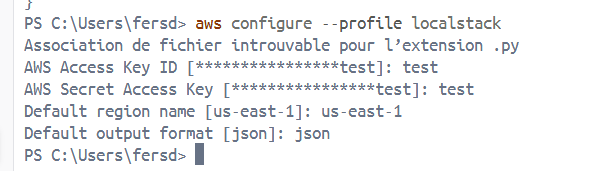 }
PS C:\Users\fersd> aws configure --profile localstack
Association de fichier introuvable pour l’extension .py
AWS Access Key ID [****************test]: test
AWS Secret Access Key [****************test]: test
Default region name [us-east-1]: us-east-1
Default output format [json]: json
PS C:\Users\fersd>